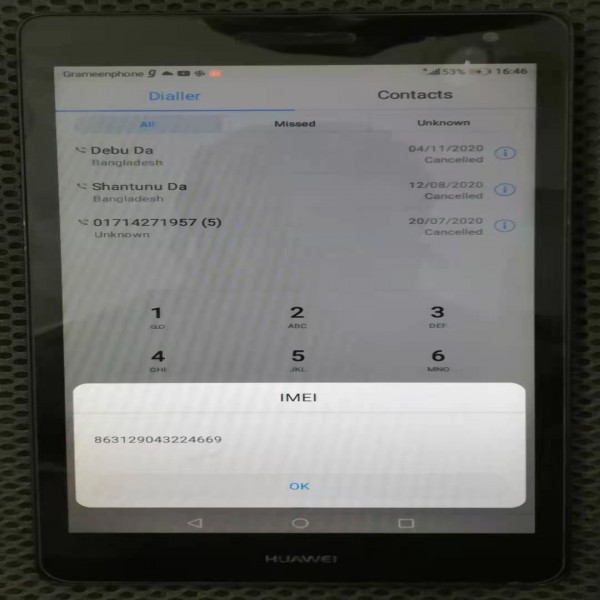 Grameenphone g 53% 16:46
Dialler Contacts
All Missed Unknown
Debu Da 04/11/2020
Bangladesh Cancelled
Shantunu Da 12/08/2020
Bangladesh Cancelled
01714271957 (5) 20/07/2020
Unknown Cancelled
1 2 3
ABC DEF
4 5 6
GHI JKL MNO
IMEI
863129043224669
OK
HUAWEI